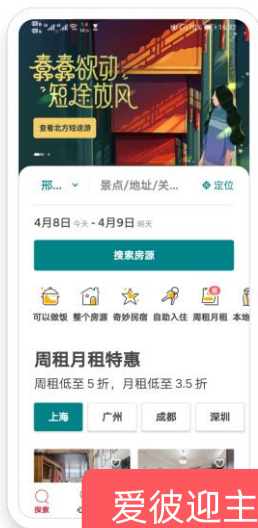 16:32
蠢蠢欲动
短途放风
查看北方短途游
邢...
景点/地址/关...
定位
4月8日 今天 - 4月9日 明天
搜索房源
可以做饭 整个房源 奇妙民宿 自助入住 周租月租 本地
周租月租特惠
周租低至 5 折，月租低至 3.5 折
上海 广州 成都 深圳
探索
爱彼迎主